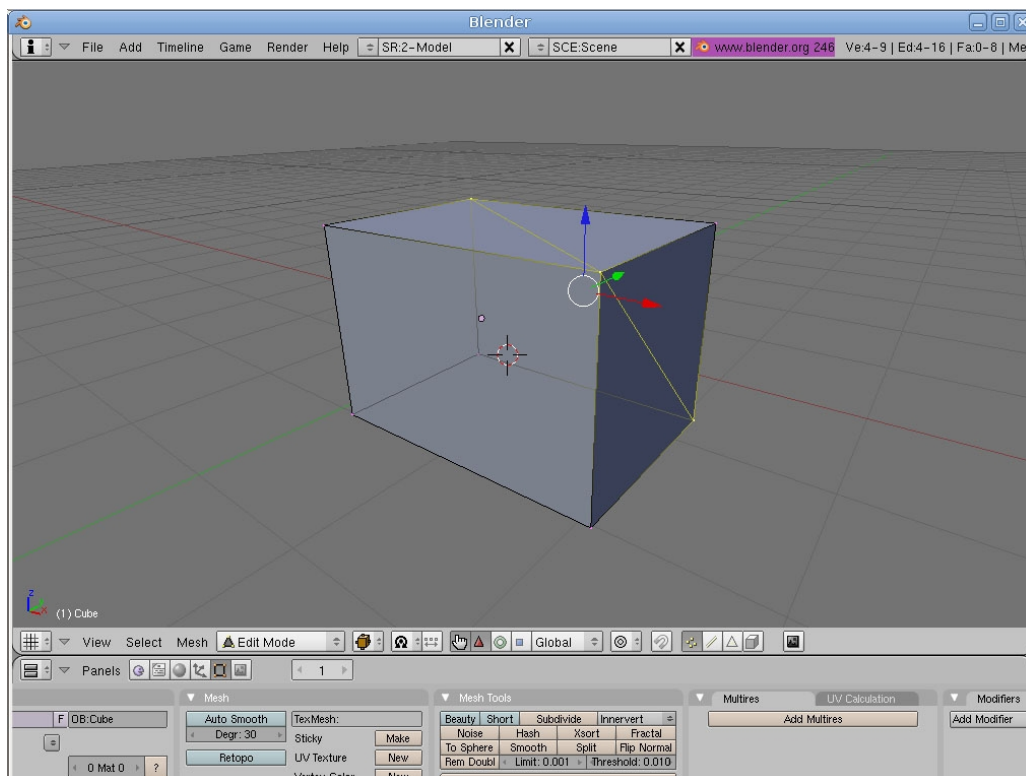 Blender
File Add Timeline Game Render Help SR:2-Model X SCE:Scene X www.blender.org 246 Ve:4-9 | Ed:4-16 | Fa:0-8 | Me
z
x
(1) Cube
View Select Mesh Edit Mode Global
Panels 1
Mesh Mesh Tools Multires UV Calculation Modifiers
F OB:Cube Auto Smooth TexMesh: Beauty Short Subdivide Innervert Add Multires Add Modifier
Degr: 30 Sticky Make Noise Hash Xsort Fractal
To Sphere Smooth Split Flip Normal
0 Mat 0 ? Retopo UV Texture New Rem Doubl Limit: 0.001 Threshold: 0.010
Vertex Color New